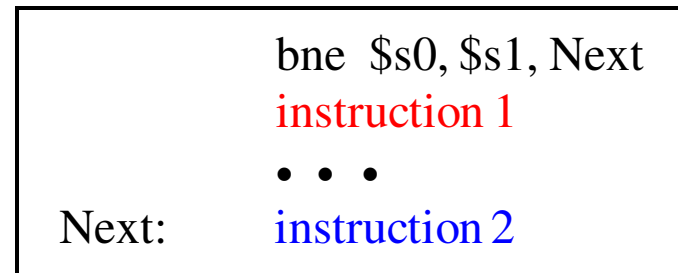 bne $s0, $s1, Next
instruction 1
• • •
Next: instruction 2